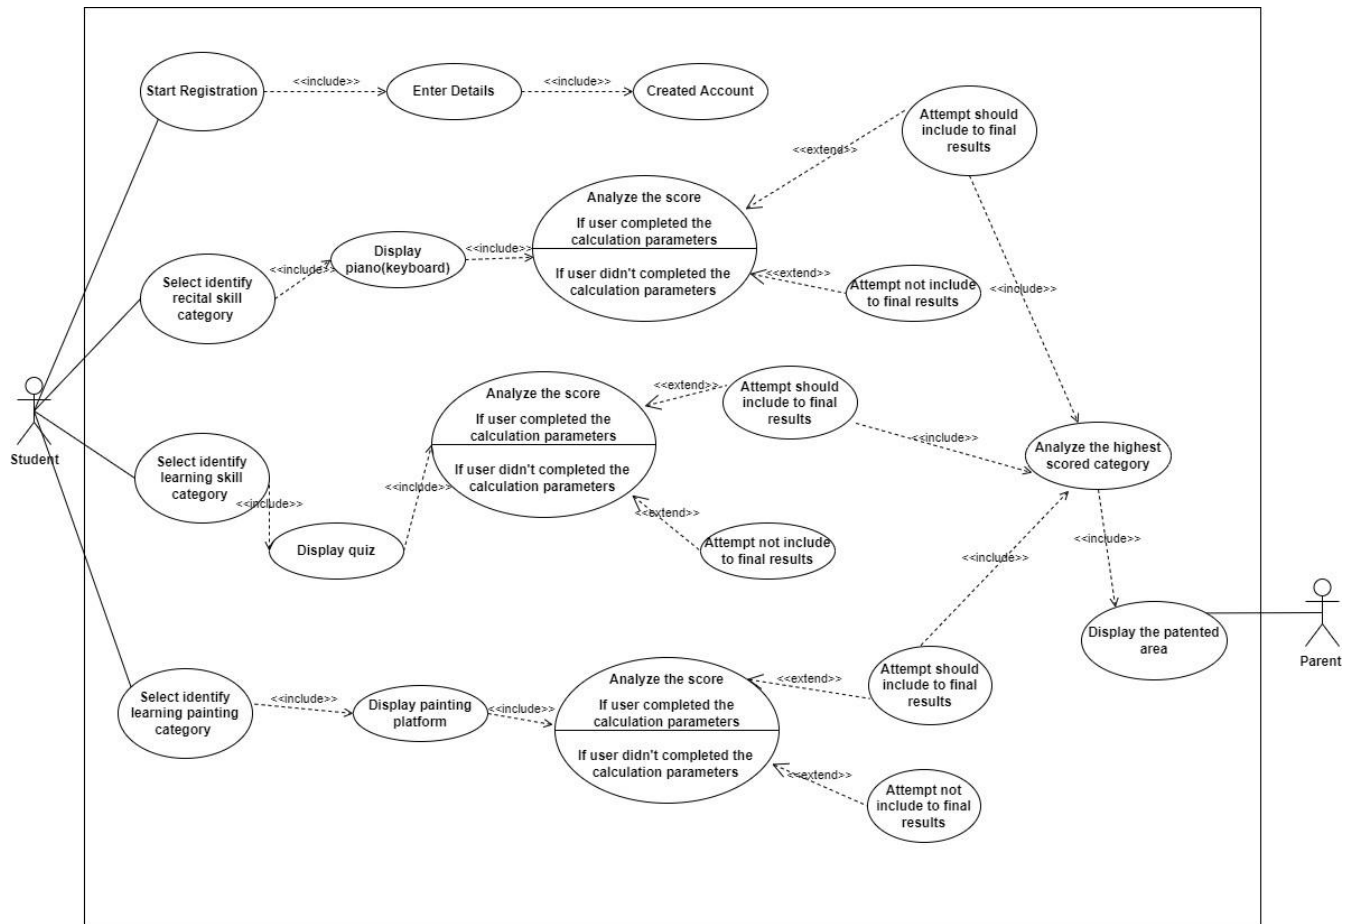 Start Registration
<<include>>
Enter Details
<<include>>
Created Account
Attempt should
include to final
results
<<extend>>
Analyze the score
If user completed the
calculation parameters
If user didn't completed the
calculation parameters
Select identify
recital skill
category
<<include>>
Display
piano(keyboard)
<<include>>
<<extend>>
Attempt not include
to final results
<<include>>
Student
Select identify
learning skill
category
<<include>>
Display quiz
<<include>>
Analyze the score
If user completed the
calculation parameters
If user didn't completed the
calculation parameters
<<extend>>
Attempt should
include to final
results
<<include>>
<<extend>>
Attempt not include
to final results
Analyze the highest
scored category
<<include>>
<<include>>
Display the patented
area
Parent
Select identify
learning painting
category
<<include>>
Display painting
platform
<<include>>
Analyze the score
If user completed the
calculation parameters
If user didn't completed the
calculation parameters
<<extend>>
Attempt should
include to final
results
<<extend>>
Attempt not
include to final
results